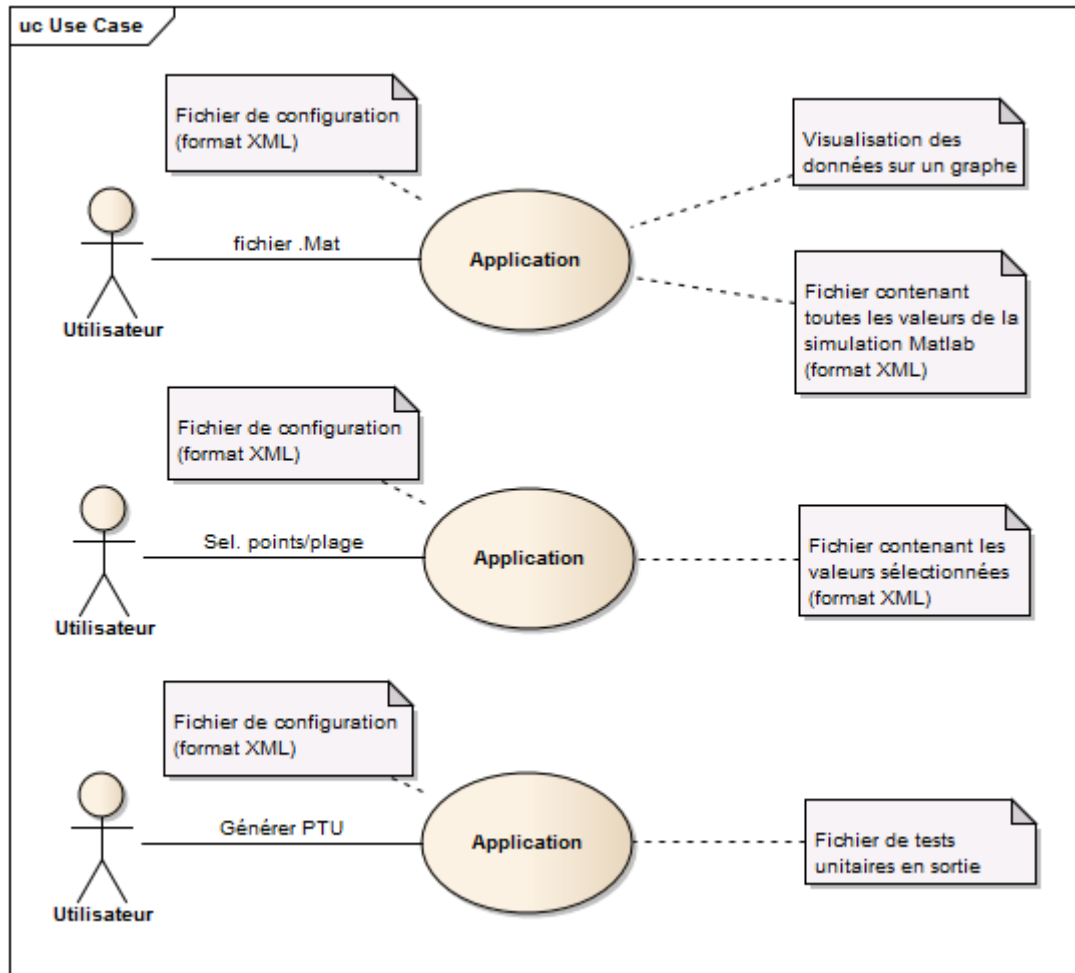 uc Use Case
Fichier de configuration
(format XML)
Visualisation des
données sur un graphe
fichier .Mat
Application
Utilisateur
Fichier contenant
toutes les valeurs de la
simulation Matlab
(format XML)
Fichier de configuration
(format XML)
Sel. points/plage
Application
Utilisateur
Fichier contenant les
valeurs sélectionnées
(format XML)
Fichier de configuration
(format XML)
Générer PTU
Application
Utilisateur
Fichier de tests
unitaires en sortie